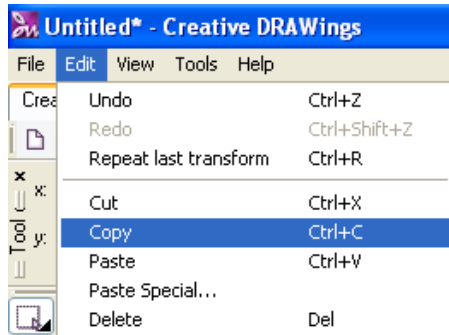 Untitled* - Creative DRAWings
File Edit View Tools Help
Crea
Undo Ctrl+Z
Redo Ctrl+Shift+Z
Repeat last transform Ctrl+R
x:
Cut Ctrl+X
Tool
y:
Copy Ctrl+C
Paste Ctrl+V
Paste Special...
Delete Del